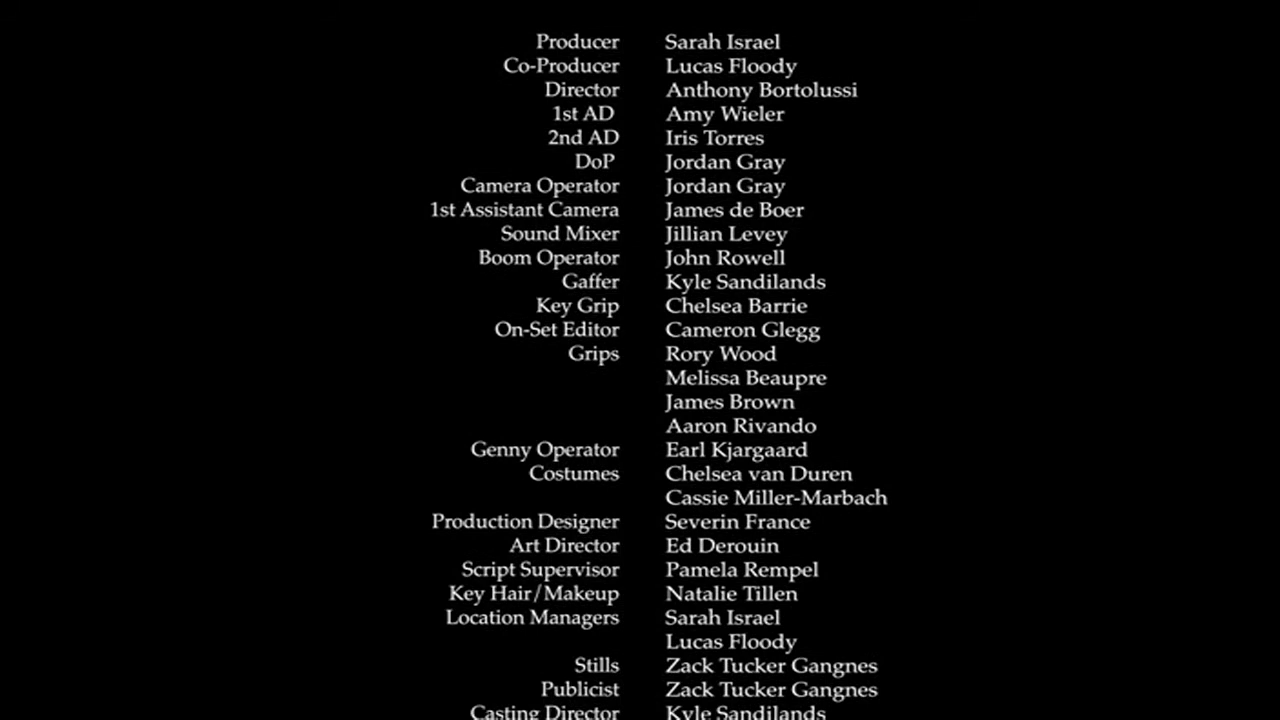 Producer Sarah Israel
Co-Producer Lucas Floody
Director Anthony Bortolussi
1st AD Amy Wieler
2nd AD Iris Torres
DoP Jordan Gray
Camera Operator Jordan Gray
1st Assistant Camera James de Boer
Sound Mixer Jillian Levey
Boom Operator John Rowell
Gaffer Kyle Sandilands
Key Grip Chelsea Barrie
On-Set Editor Cameron Glegg
Grips Rory Wood
Melissa Beaupre
James Brown
Aaron Rivando
Genny Operator Earl Kjargaard
Costumes Chelsea van Duren
Cassie Miller-Marbach
Production Designer Severin France
Art Director Ed Derouin
Script Supervisor Pamela Rempel
Key Hair/Makeup Natalie Tillen
Location Managers Sarah Israel
Lucas Floody
Stills Zack Tucker Gangnes
Publicist Zack Tucker Gangnes
Casting Director Kyle Sandilands